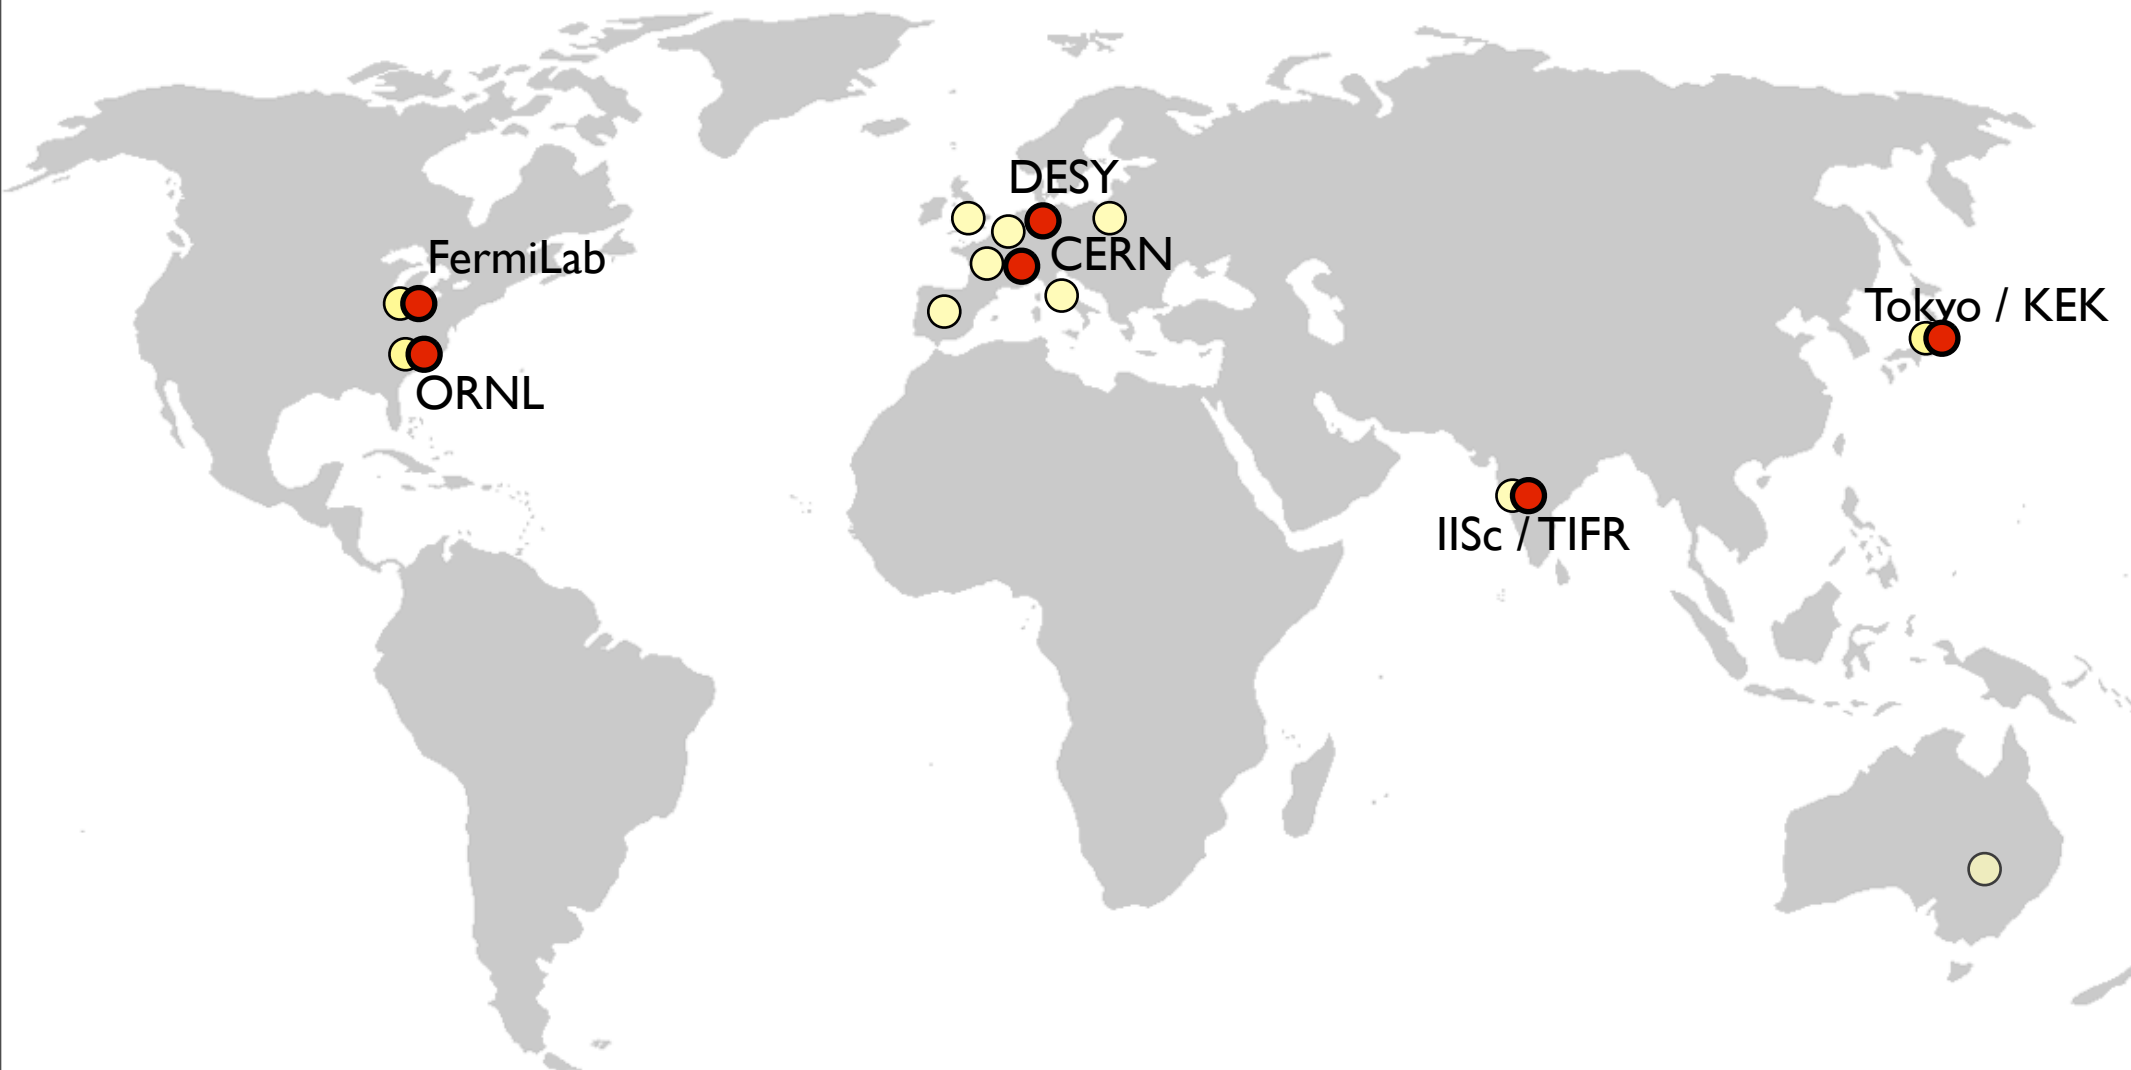 DESY
FermiLab
CERN
Tokyo / KEK
ORNL
IISc / TIFR